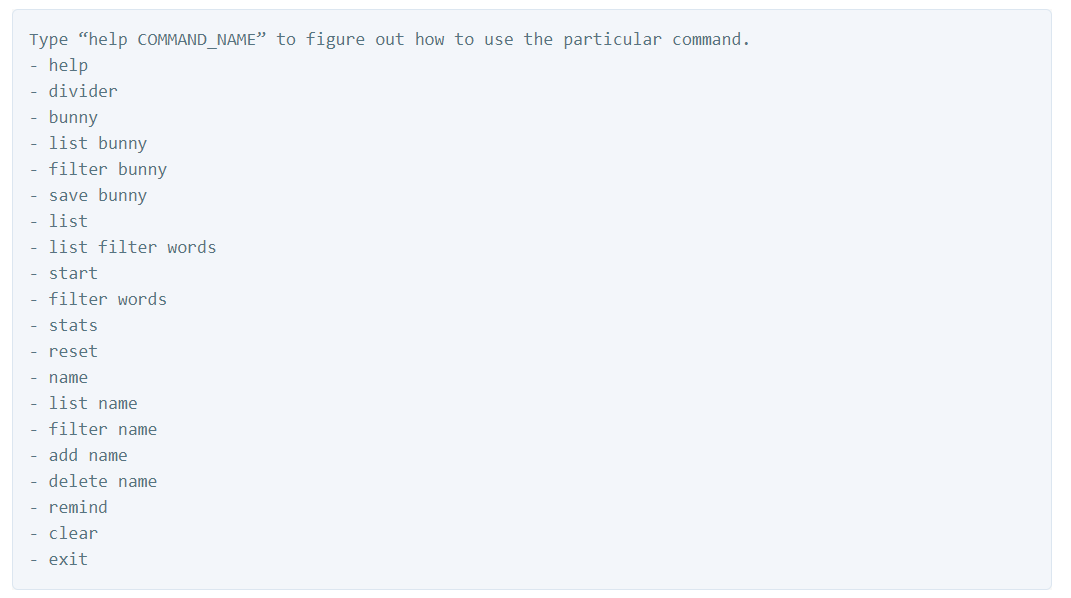 Type “help COMMAND_NAME” to figure out how to use the particular command.
- help
- divider
- bunny
- list bunny
- filter bunny
- save bunny
- list
- list filter words
- start
- filter words
- stats
- reset
- name
- list name
- filter name
- add name
- delete name
- remind
- clear
- exit